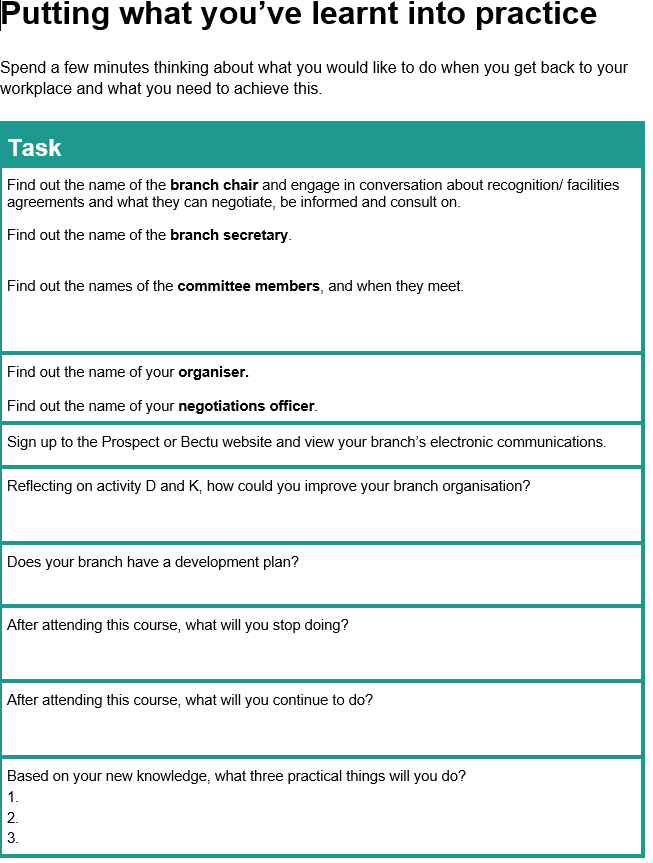 Putting what you’ve learnt into practice
Spend a few minutes thinking about what you would like to do when you get back to your
workplace and what you need to achieve this.
Task
Find out the name of the branch chair and engage in conversation about recognition/ facilities
agreements and what they can negotiate, be informed and consult on.
Find out the name of the branch secretary.
Find out the names of the committee members, and when they meet.
Find out the name of your organiser.
Find out the name of your negotiations officer.
Sign up to the Prospect or Bectu website and view your branch’s electronic communications.
Reflecting on activity D and K, how could you improve your branch organisation?
Does your branch have a development plan?
After attending this course, what will you stop doing?
After attending this course, what will you continue to do?
Based on your new knowledge, what three practical things will you do?
1.
2.
3.